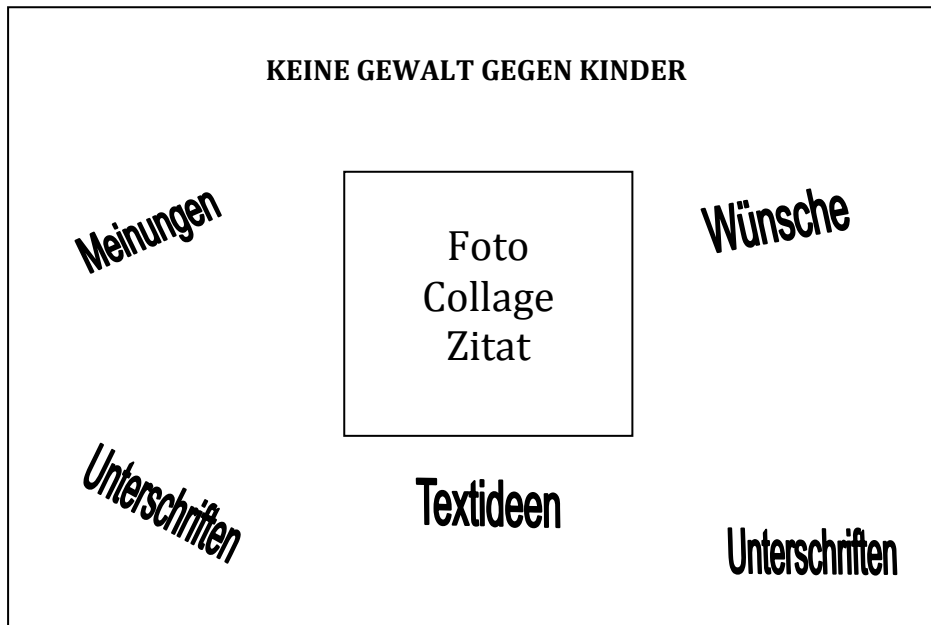 KEINE GEWALT GEGEN KINDER
Meinungen
Wünsche
Foto
Collage
Zitat
Unterschriften
Textideen
Unterschriften